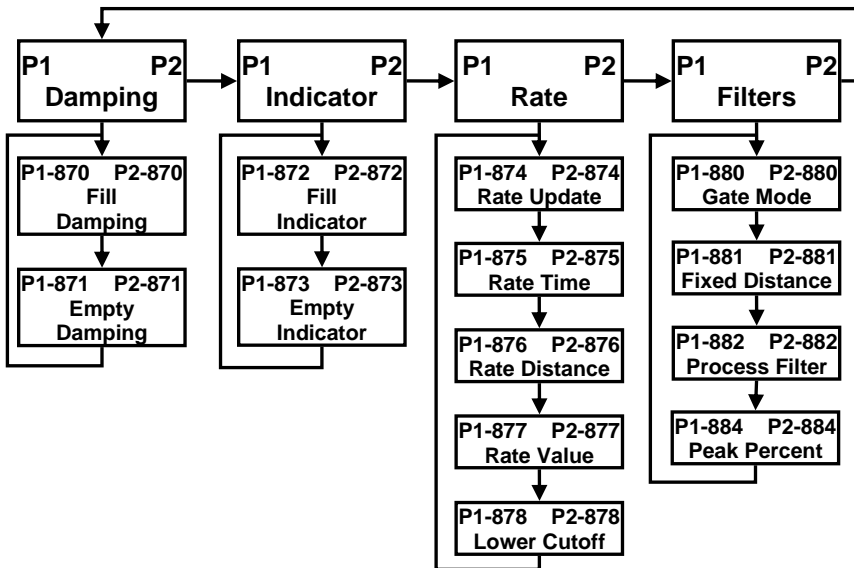 P1 P2
Damping
P1 P2
Indicator
P1 P2
Rate
P1 P2
Filters
P1-870 P2-870
Fill
Damping
P1-871 P2-871
Empty
Damping
P1-872 P2-872
Fill
Indicator
P1-873 P2-873
Empty
Indicator
P1-874 P2-874
Rate Update
P1-875 P2-875
Rate Time
P1-876 P2-876
Rate Distance
P1-877 P2-877
Rate Value
P1-878 P2-878
Lower Cutoff
P1-880 P2-880
Gate Mode
P1-881 P2-881
Fixed Distance
P1-882 P2-882
Process Filter
P1-884 P2-884
Peak Percent